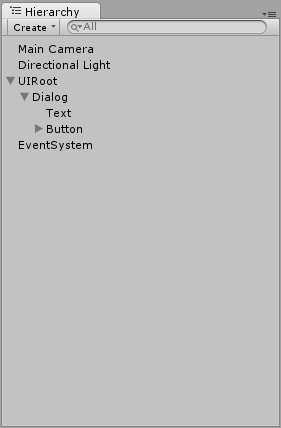 Hierarchy
Create All
Main Camera
Directional Light
UIRoot
Dialog
Text
Button
EventSystem